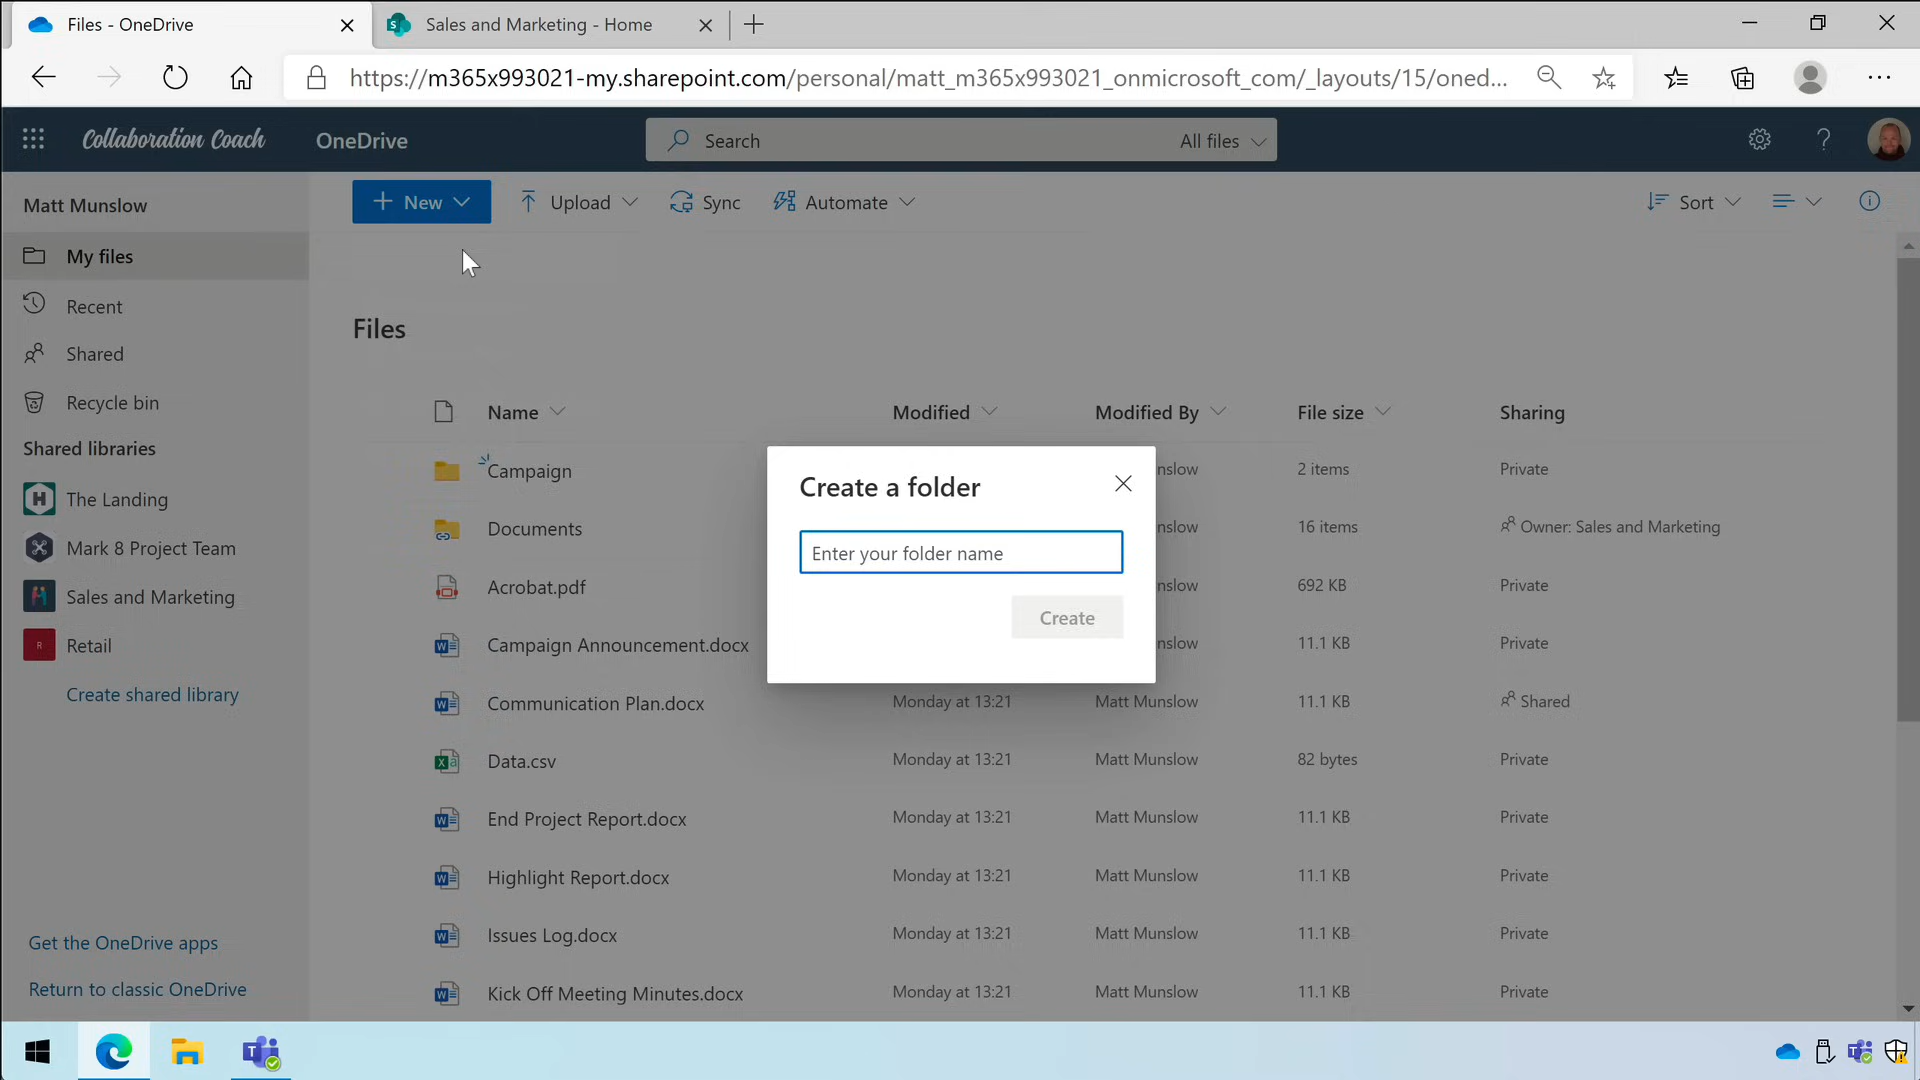 Files - OneDrive
Sales and Marketing - Home
https://m365x993021-my.sharepoint.com/personal/matt_m365x993021_onmicrosoft_com/_layouts/15/oned...
Collaboration Coach
OneDrive
Search
All files
Matt Munslow
New
Upload
Sync
Automate
Sort
My files
Recent
Shared
Recycle bin
Shared libraries
The Landing
Mark 8 Project Team
Sales and Marketing
Retail
Create shared library
Get the OneDrive apps
Return to classic OneDrive
Files
Name Modified Modified By File size Sharing
Campaign nslow 2 items Private
Documents nslow 16 items Owner: Sales and Marketing
Acrobat.pdf nslow 692 KB Private
Campaign Announcement.docx nslow 11.1 KB Private
Communication Plan.docx Monday at 13:21 Matt Munslow 11.1 KB Shared
Data.csv Monday at 13:21 Matt Munslow 82 bytes Private
End Project Report.docx Monday at 13:21 Matt Munslow 11.1 KB Private
Highlight Report.docx Monday at 13:21 Matt Munslow 11.1 KB Private
Issues Log.docx Monday at 13:21 Matt Munslow 11.1 KB Private
Kick Off Meeting Minutes.docx Monday at 13:21 Matt Munslow 11.1 KB Private
Create a folder
Enter your folder name
Create